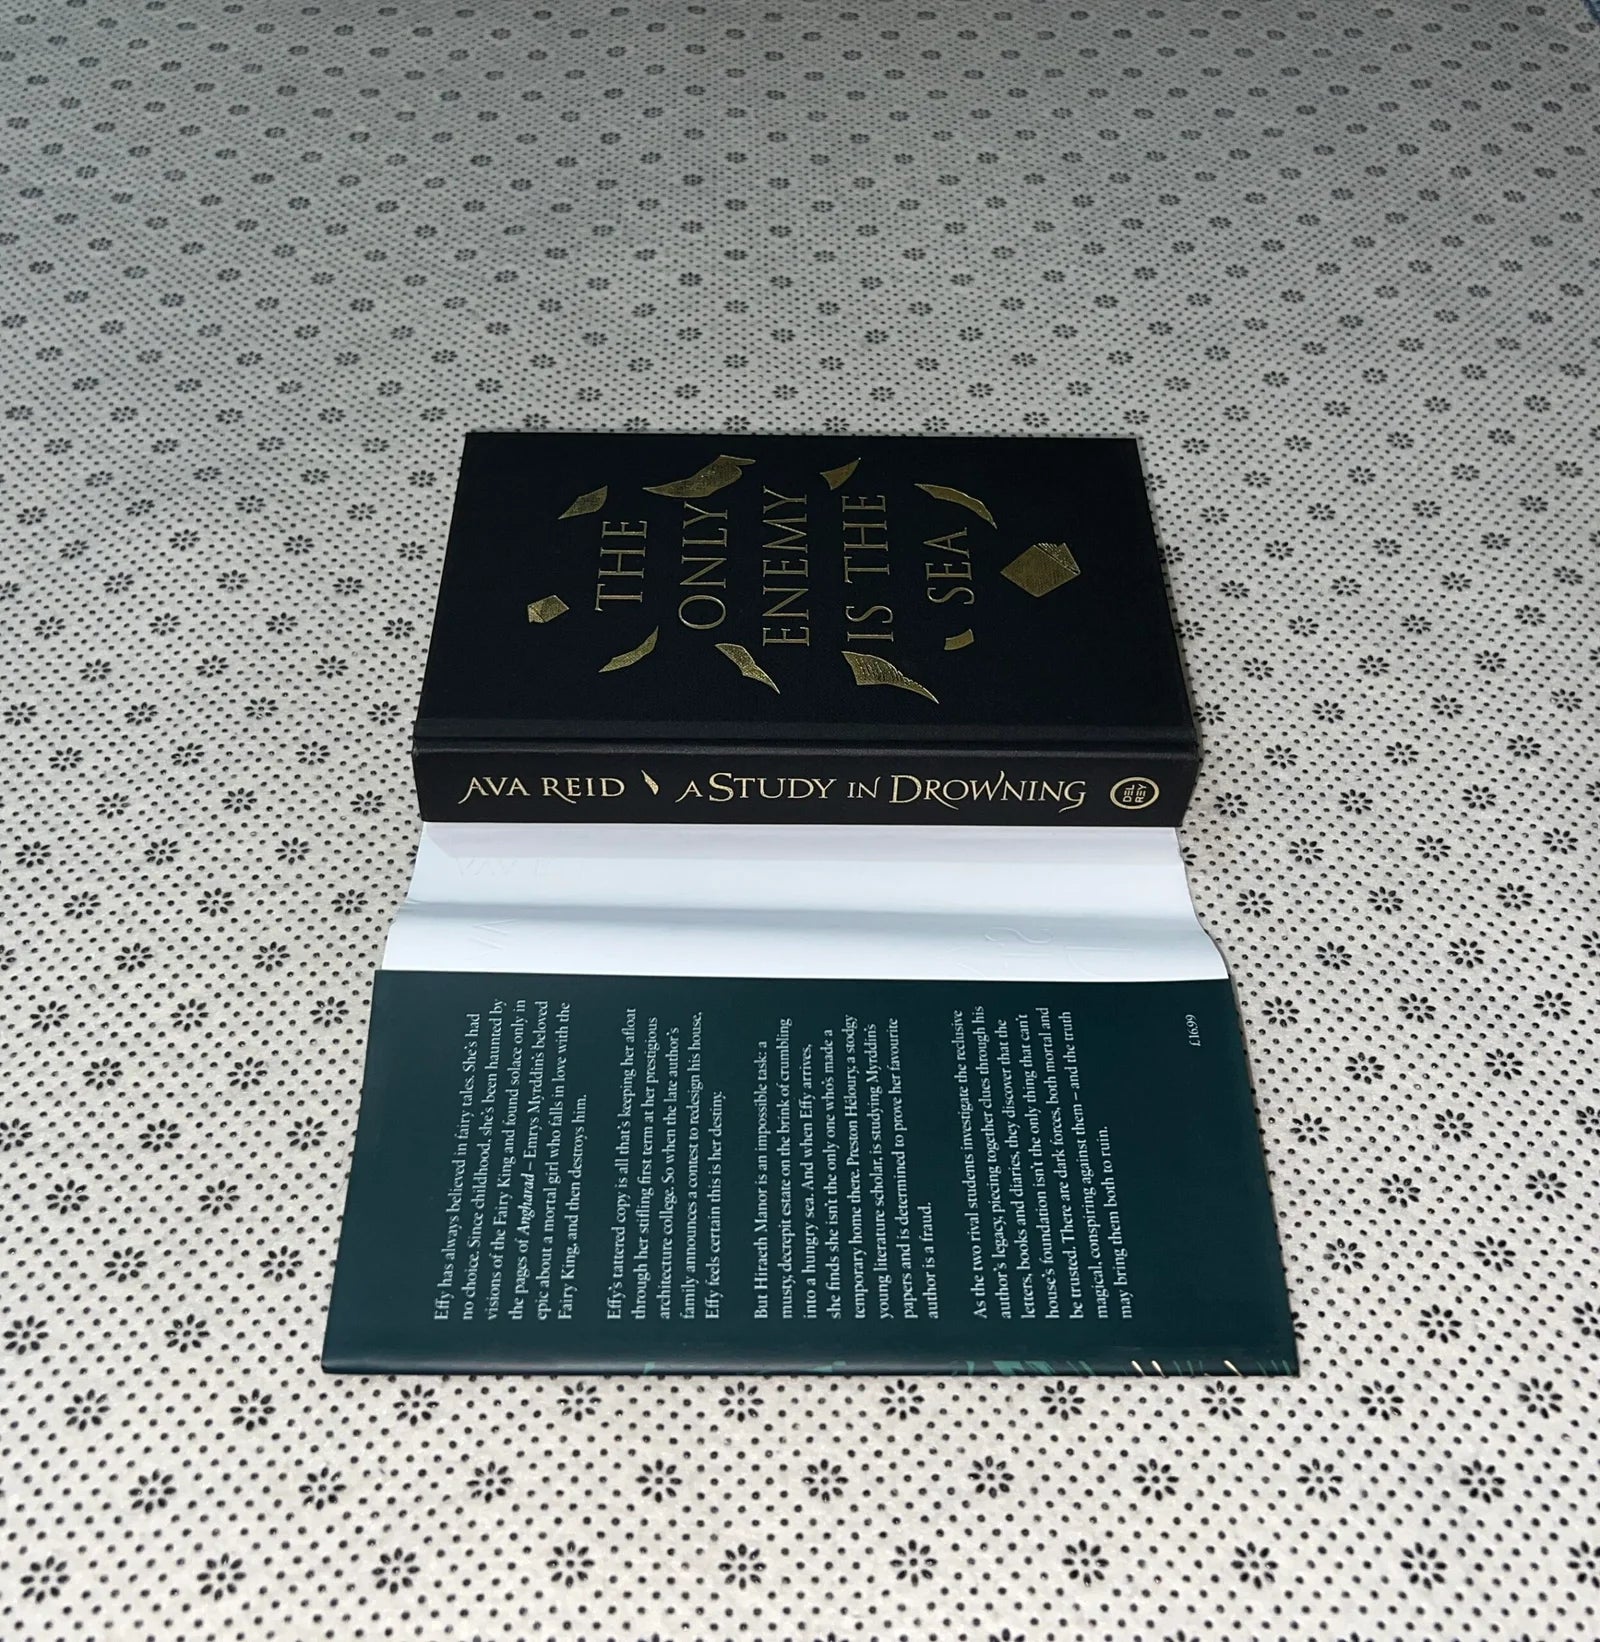 THE
ONLY
ENEMY
IS THE
SEA
AVA REID A STUDY IN DROWNING DEL REY
Effy has always believed in fairy tales. She's had
no choice. Since childhood, she's been haunted by
visions of the Fairy King and found solace only in
the pages of Angharad – Emrys Myrddin's beloved
epic about a mortal girl who falls in love with the
Fairy King, and then destroys him.
Effy's tattered copy is all that's keeping her afloat
through her stifling first term at her prestigious
architecture college. So when the late author's
family announces a contest to redesign his house,
Effy feels certain this is her destiny.
But Hiraeth Manor is an impossible task: a
musty, decrepit estate on the brink of crumbling
into a hungry sea. And when Effy arrives,
she finds she isn't the only one who's made a
temporary home there. Preston Héloury, a stodgy
young literature scholar, is studying Myrddin's
papers and is determined to prove her favourite
author is a fraud.
As the two rival students investigate the reclusive
author's legacy, piecing together clues through his
letters, books and diaries, they discover that the
house's foundation isn't the only thing that can't
be trusted. There are dark forces, both mortal and
magical, conspiring against them – and the truth
may bring them both to ruin.
£16.99